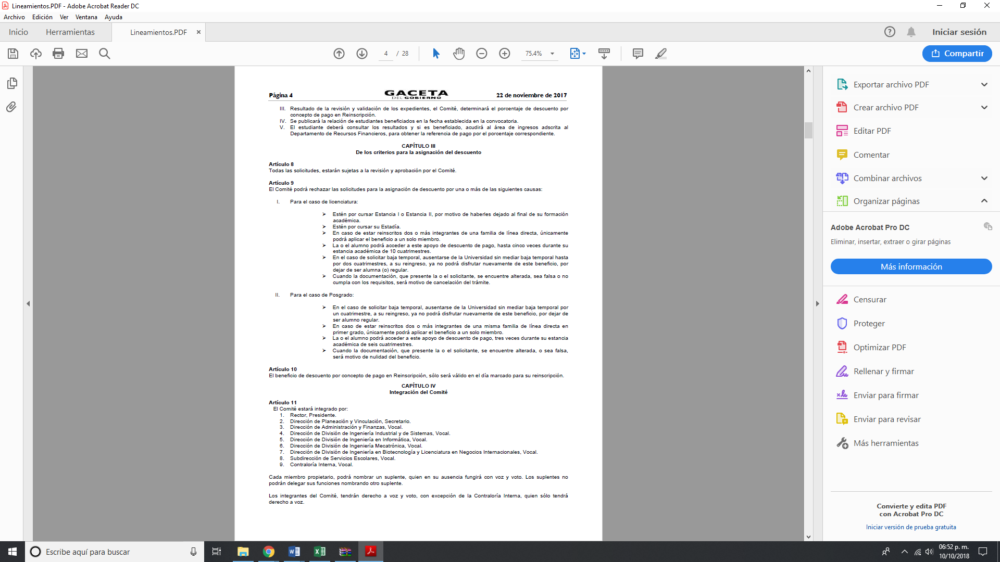 Lineamientos.PDF - Adobe Acrobat Reader DC
Archivo Edición Ver Ventana Ayuda
Inicio Herramientas Lineamientos.PDF Iniciar sesión
4 / 28 75.4% Compartir
Página 4 GACETA DEL GOBIERNO 22 de noviembre de 2017
III. Resultado de la revisión y validación de los expedientes, el Comité, determinará el porcentaje de descuento por
concepto de pago en Reinscripción.
IV. Se publicará la relación de estudiantes beneficiados en la fecha establecida en la convocatoria.
V. El estudiante deberá consultar los resultados y si es beneficiado, acudirá al área de ingresos adscrita al
Departamento de Recursos Financieros, para obtener la referencia de pago por el porcentaje correspondiente.
CAPÍTULO III
De los criterios para la asignación del descuento
Artículo 8
Todas las solicitudes, estarán sujetas a la revisión y aprobación por el Comité.
Artículo 9
El Comité podrá rechazar las solicitudes para la asignación de descuento por una o más de las siguientes causas:
I. Para el caso de licenciatura:
➢ Estén por cursar Estancia I o Estancia II, por motivo de haberles dejado al final de su formación
académica.
➢ Estén por cursar su Estadía.
➢ En caso de estar reinscritos dos o más integrantes de una familia de línea directa, únicamente
podrá aplicar el beneficio a un solo miembro.
➢ La o el alumno podrá acceder a este apoyo de descuento de pago, hasta cinco veces durante su
estancia académica de 10 cuatrimestres.
➢ En el caso de solicitar baja temporal, ausentarse de la Universidad sin mediar baja temporal hasta
por dos cuatrimestres, a su reingreso, ya no podrá disfrutar nuevamente de este beneficio, por
dejar de ser alumna (o) regular.
➢ Cuando la documentación, que presente la o el solicitante, se encuentre alterada, sea falsa o no
cumpla con los requisitos, será motivo de cancelación del trámite.
II. Para el caso de Posgrado:
➢ En el caso de solicitar baja temporal, ausentarse de la Universidad sin mediar baja temporal por
un cuatrimestre, a su reingreso, ya no podrá disfrutar nuevamente de este beneficio, por dejar de
ser alumno regular.
➢ En caso de estar reinscritos dos o más integrantes de una misma familia de línea directa en
primer grado, únicamente podrá aplicar el beneficio a un solo miembro.
➢ La o el alumno podrá acceder a este apoyo de descuento de pago, tres veces durante su estancia
académica de seis cuatrimestres.
➢ Cuando la documentación, que presente la o el solicitante, se encuentre alterada, o sea falsa,
será motivo de nulidad del beneficio.
Artículo 10
El beneficio de descuento por concepto de pago en Reinscripción, sólo será válido en el día marcado para su reinscripción.
CAPÍTULO IV
Integración del Comité
Artículo 11
El Comité estará integrado por:
1. Rector, Presidente.
2. Dirección de Planeación y Vinculación, Secretario.
3. Dirección de Administración y Finanzas, Vocal.
4. Dirección de División de Ingeniería Industrial y de Sistemas, Vocal.
5. Dirección de División de Ingeniería en Informática, Vocal.
6. Dirección de División de Ingeniería Mecatrónica, Vocal.
7. Dirección de División de Ingeniería en Biotecnología y Licenciatura en Negocios Internacionales, Vocal.
8. Subdirección de Servicios Escolares, Vocal.
9. Contraloría Interna, Vocal.
Cada miembro propietario, podrá nombrar un suplente, quien en su ausencia fungirá con voz y voto. Los suplentes no
podrán delegar sus funciones nombrando otro suplente.
Los integrantes del Comité, tendrán derecho a voz y voto, con excepción de la Contraloría Interna, quien sólo tendrá
derecho a voz.
Exportar archivo PDF
Crear archivo PDF
Editar PDF
Comentar
Combinar archivos
Organizar páginas
Adobe Acrobat Pro DC
Eliminar, insertar, extraer o girar páginas
Más información
Censurar
Proteger
Optimizar PDF
Rellenar y firmar
Enviar para firmar
Enviar para revisar
Más herramientas
Convierte y edita PDF
con Acrobat Pro DC
Iniciar versión de prueba gratuita
Escribe aquí para buscar
06:52 p. m.
10/10/2018